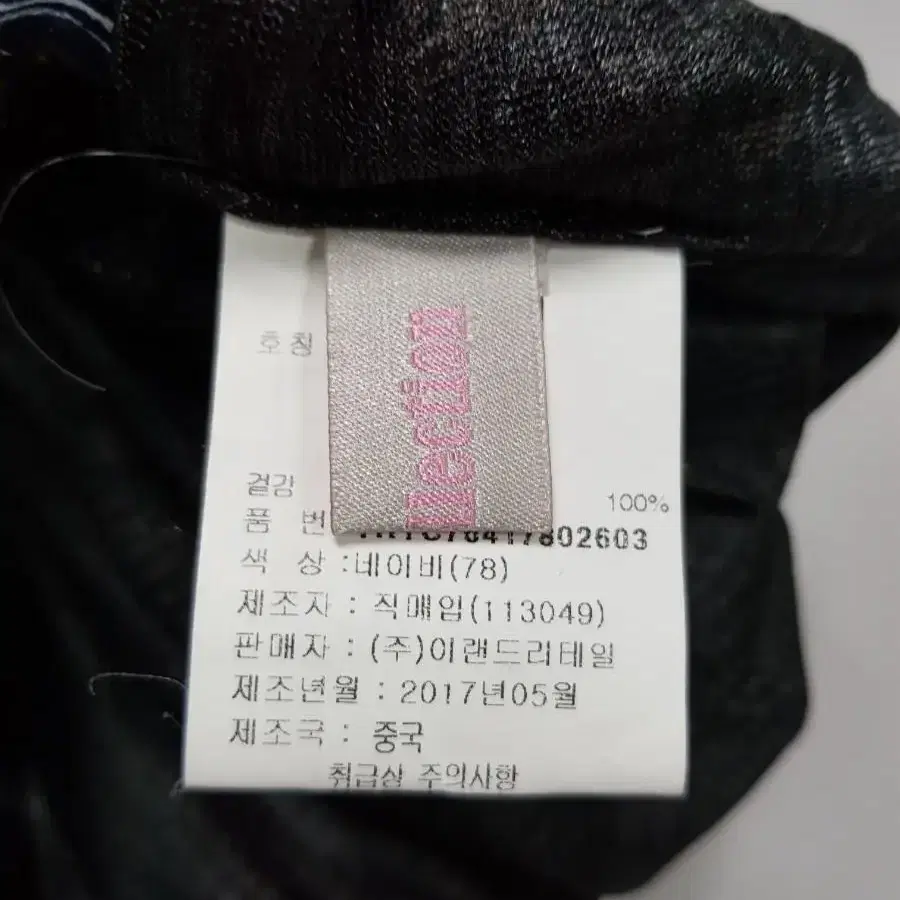 호칭
llection
겉감 100%
품 번 802603
색 상 : 네이비(78)
제조자 : 직매입(113049)
판매자 : (주)이랜드리테일
제조년월 : 2017년05월
제조국 : 중국
취급상 주의사항